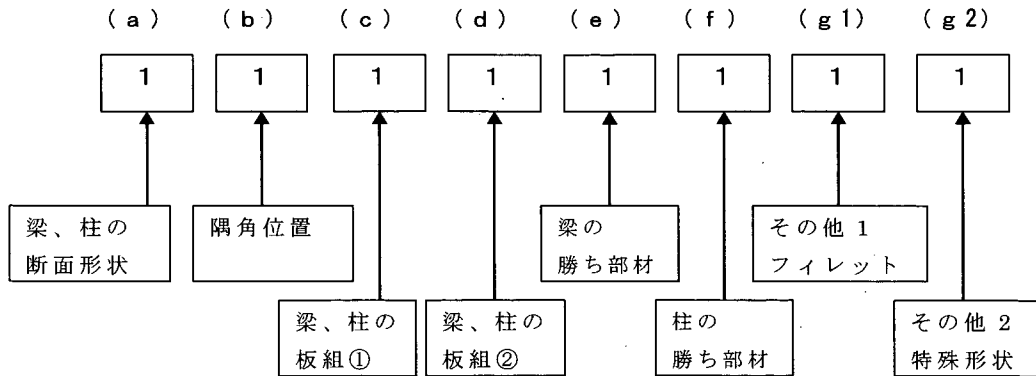 (a) (b) (c) (d) (e) (f) (g1) (g2)
1 1 1 1 1 1 1 1
梁、柱の
断面形状
隅角位置
梁、柱の
板組①
梁、柱の
板組②
梁の
勝ち部材
柱の
勝ち部材
その他1
フィレット
その他2
特殊形状